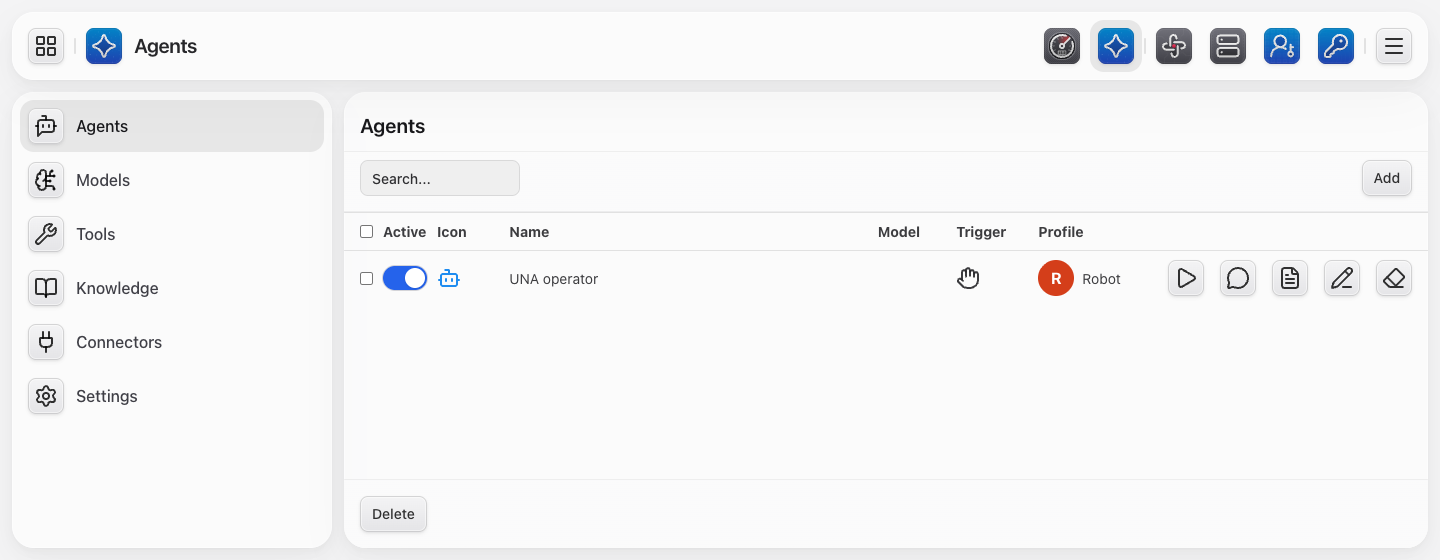 Agents
Agents
Models
Tools
Knowledge
Connectors
Settings
Agents
Search...
Add
Active Icon Name Model Trigger Profile
UNA operator R Robot
Delete